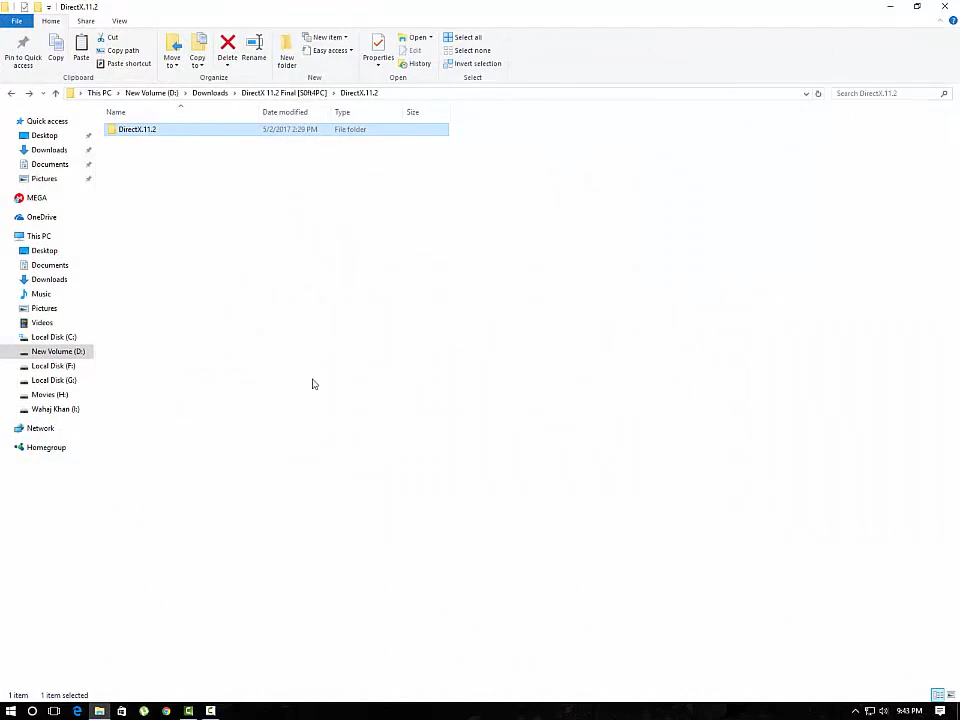 DirectX.11.2
File Home Share View
Pin to Quick access
Copy
Paste
Cut
Copy path
Paste shortcut
Clipboard
Move to
Copy to
Delete
Rename
Organize
New folder
New item
Easy access
New
Properties
Open
Edit
History
Open
Select all
Select none
Invert selection
Select
This PC > New Volume (D:) > Downloads > DirectX 11.2 Final [S0ft4PC] > DirectX.11.2
Search DirectX.11.2
Name Date modified Type Size
DirectX.11.2 5/2/2017 2:29 PM File folder
Quick access
Desktop
Downloads
Documents
Pictures
MEGA
OneDrive
This PC
Desktop
Documents
Downloads
Music
Pictures
Videos
Local Disk (C:)
New Volume (D:)
Local Disk (F:)
Local Disk (G:)
Movies (H:)
Wahaj Khan (I:)
Network
Homegroup
1 item 1 item selected
9:43 PM